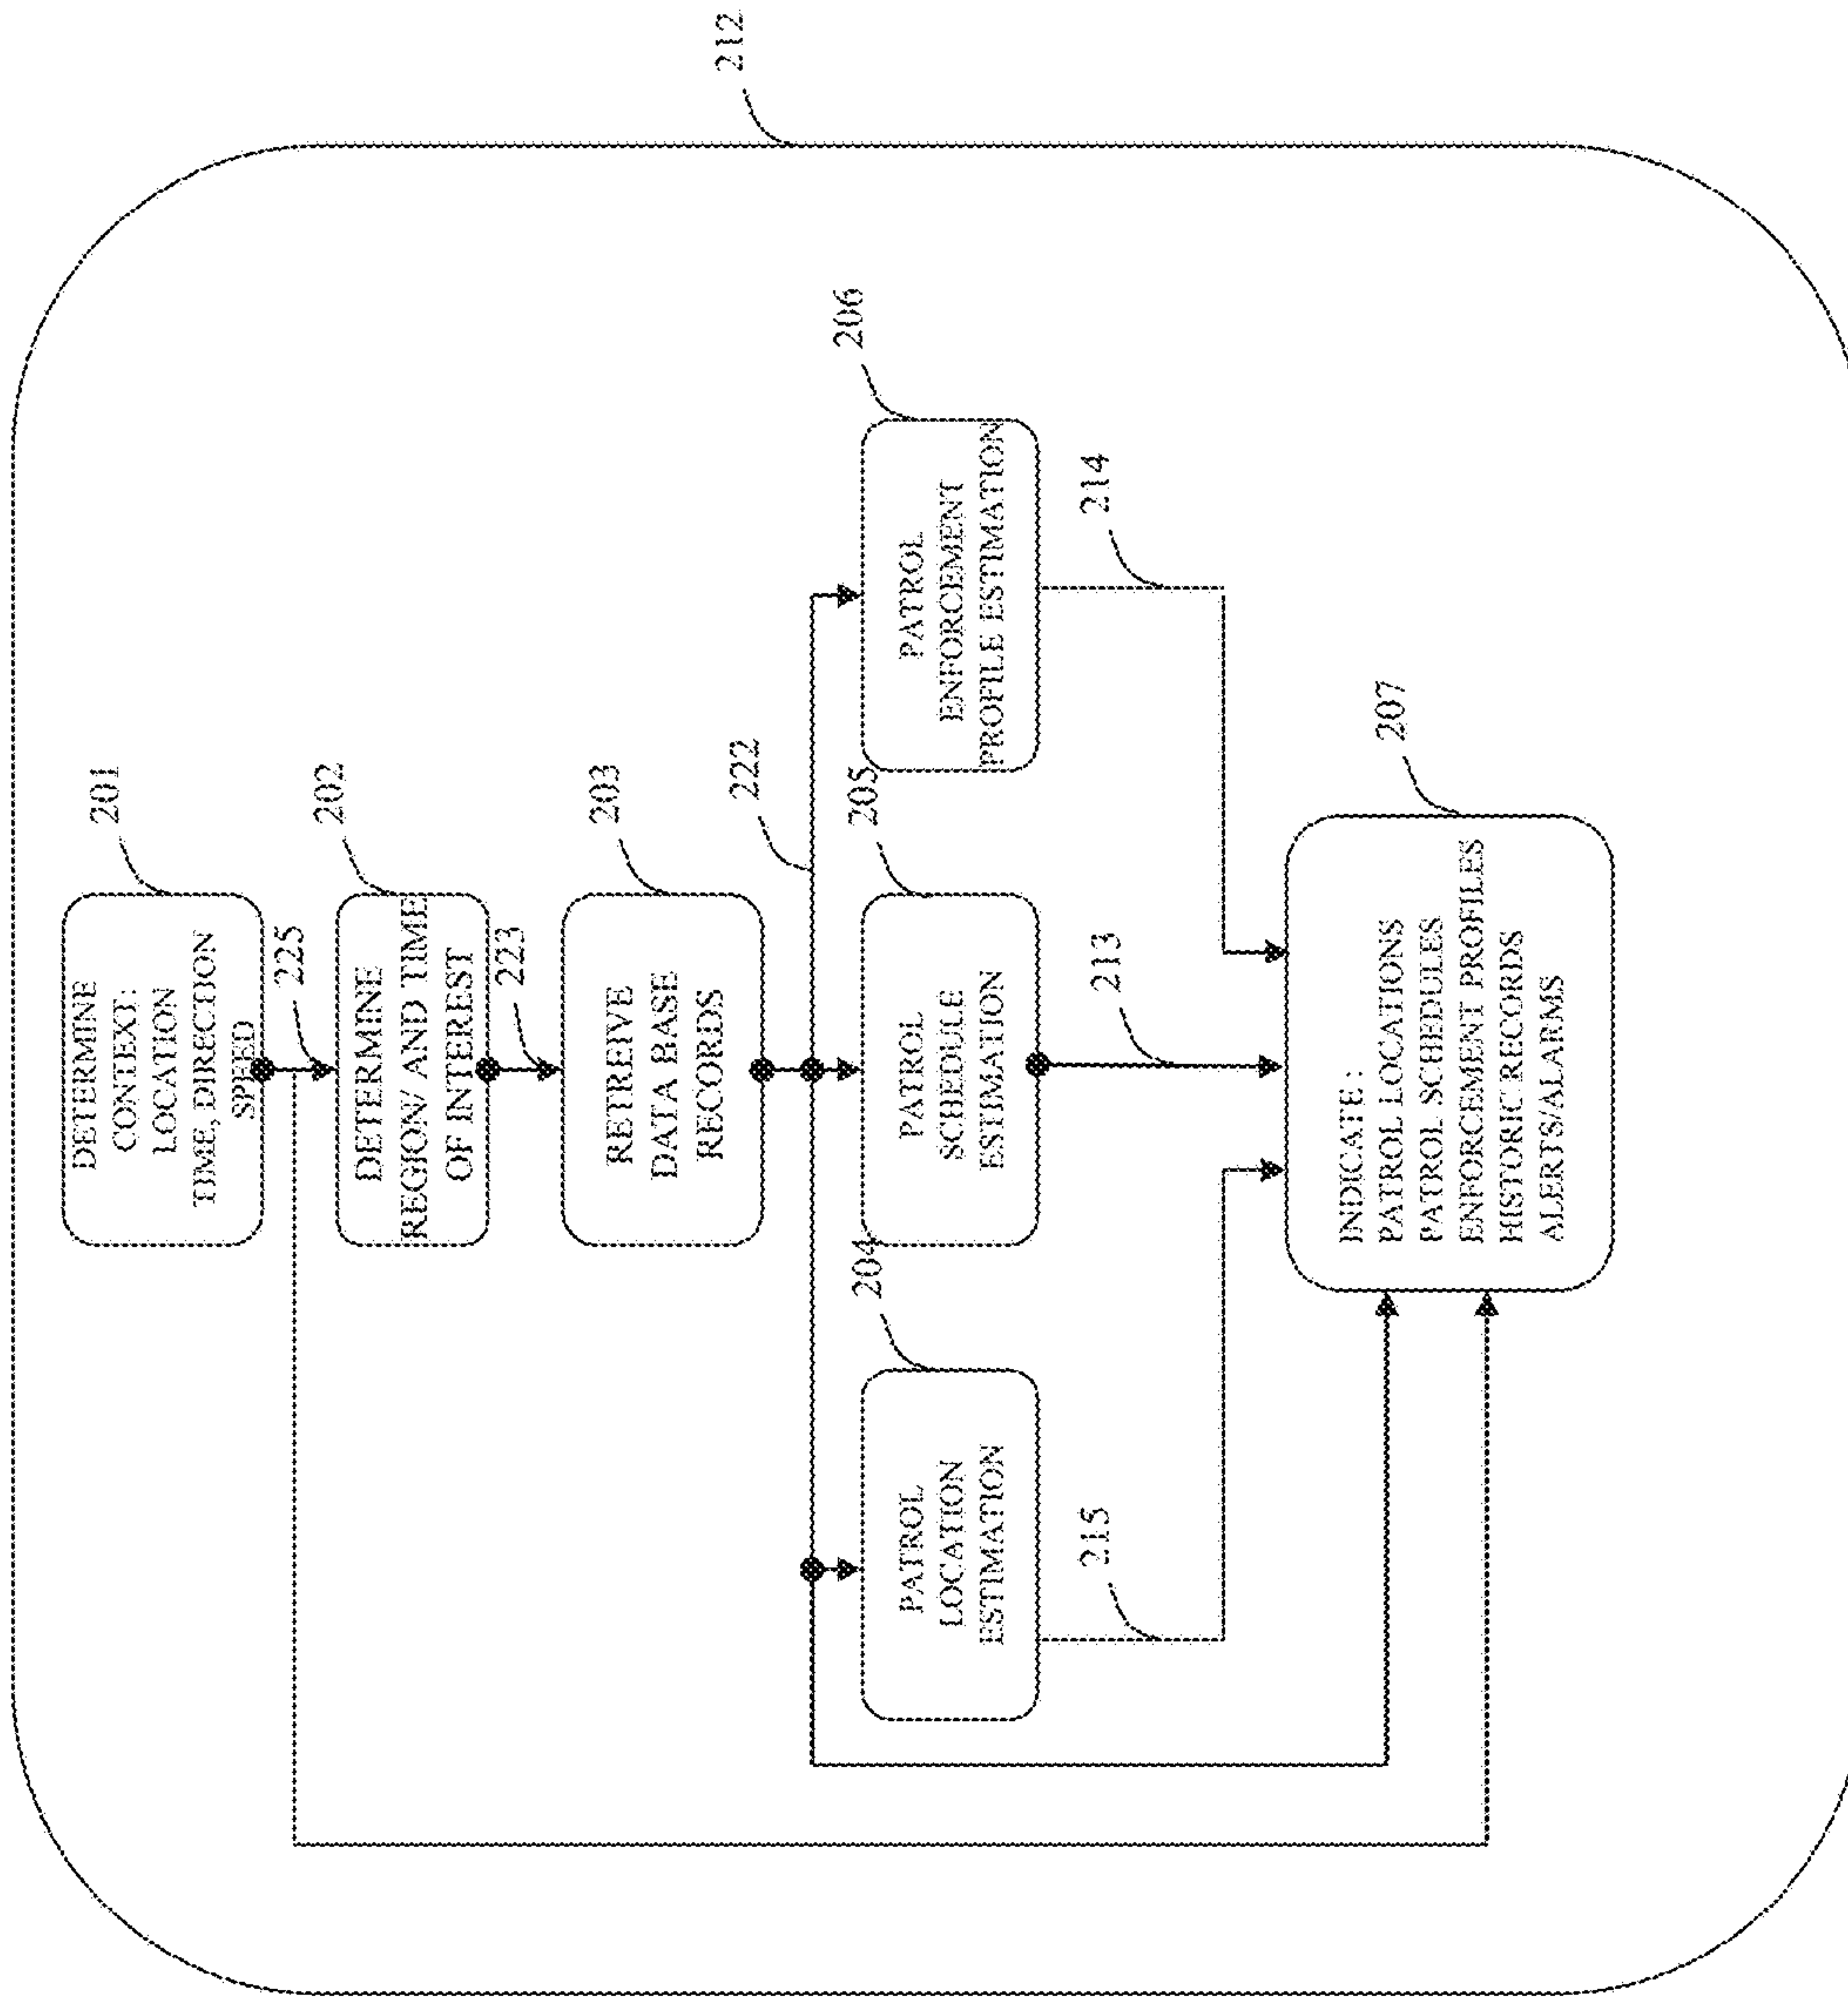 212
DETERMINE
CONTEXT:
LOCATION
TIME, DIRECTION
SPEED
201
225
DETERMINE
REGION/ AND TIME
OF INTEREST
202
223
RETREIVE
DATA BASE
RECORDS
203
222
PATROL
LOCATION
ESTIMATION
204
PATROL
SCHEDULE
ESTIMATION
205
PATROL
ENFORCEMENT
PROFILE ESTIMATION
206
215
213
214
INDICATE :
PATROL LOCATIONS
PATROL SCHEDULES
ENFORCEMENT PROFILES
HISTORIC RECORDS
ALERTS/ALARMS
207